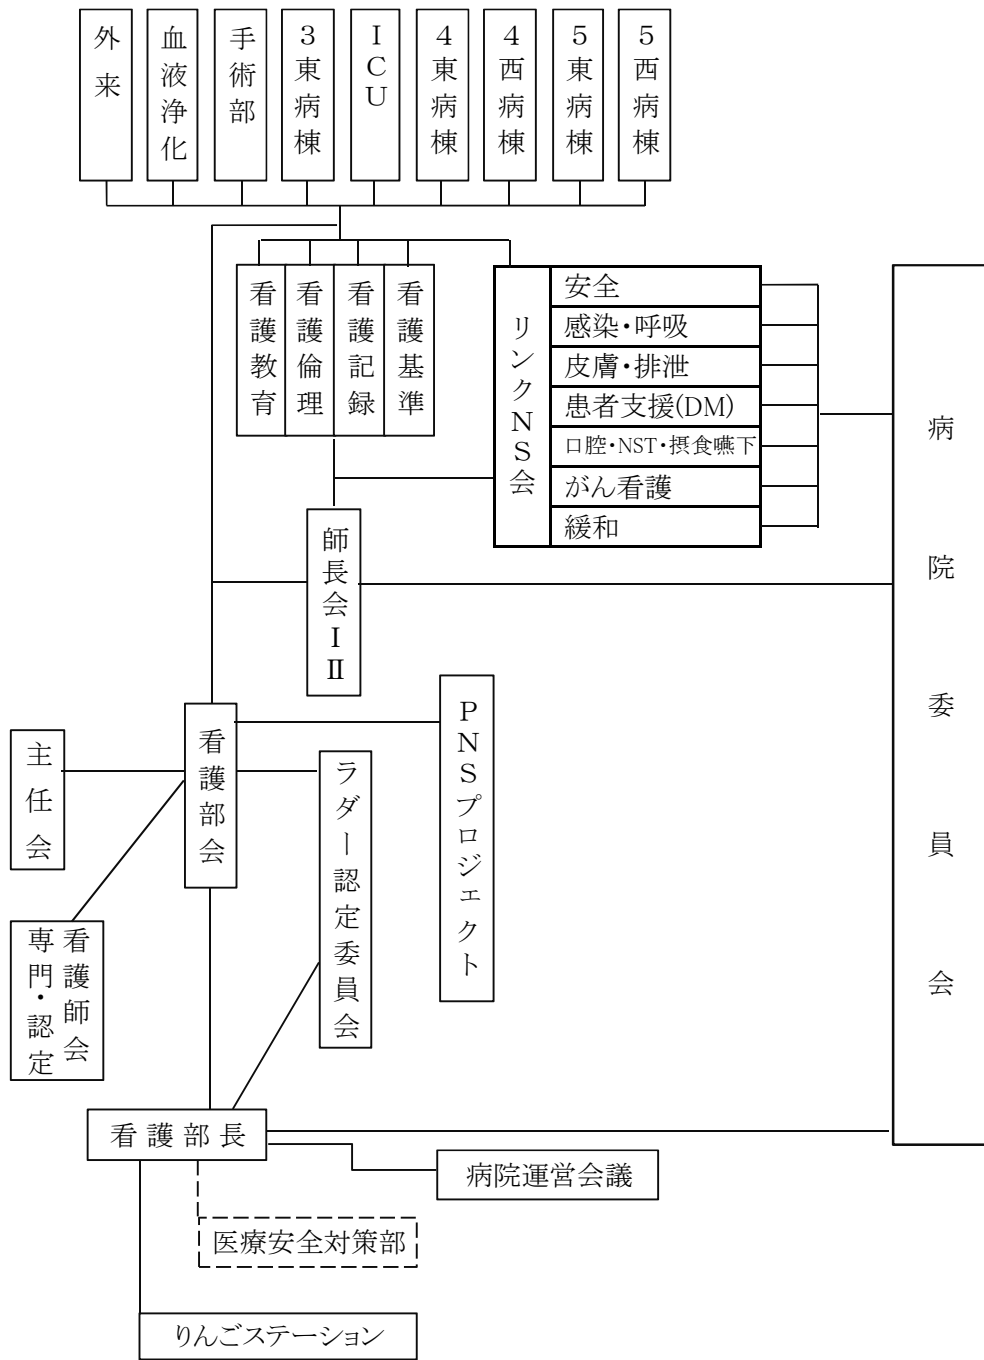 外来
血液浄化
手術部
３東病棟
ＩＣＵ
４東病棟
４西病棟
５東病棟
５西病棟
看護教育
看護倫理
看護記録
看護基準
リンクＮＳ会
安全
感染・呼吸
皮膚・排泄
患者支援(DM)
口腔・NST・摂食嚥下
がん看護
緩和
病院委員会
師長会ⅠⅡ
ＰＮＳプロジェクト
看護部会
主任会
ラダー認定委員会
専門・認定
看護師会
看護部長
病院運営会議
医療安全対策部
りんごステーション